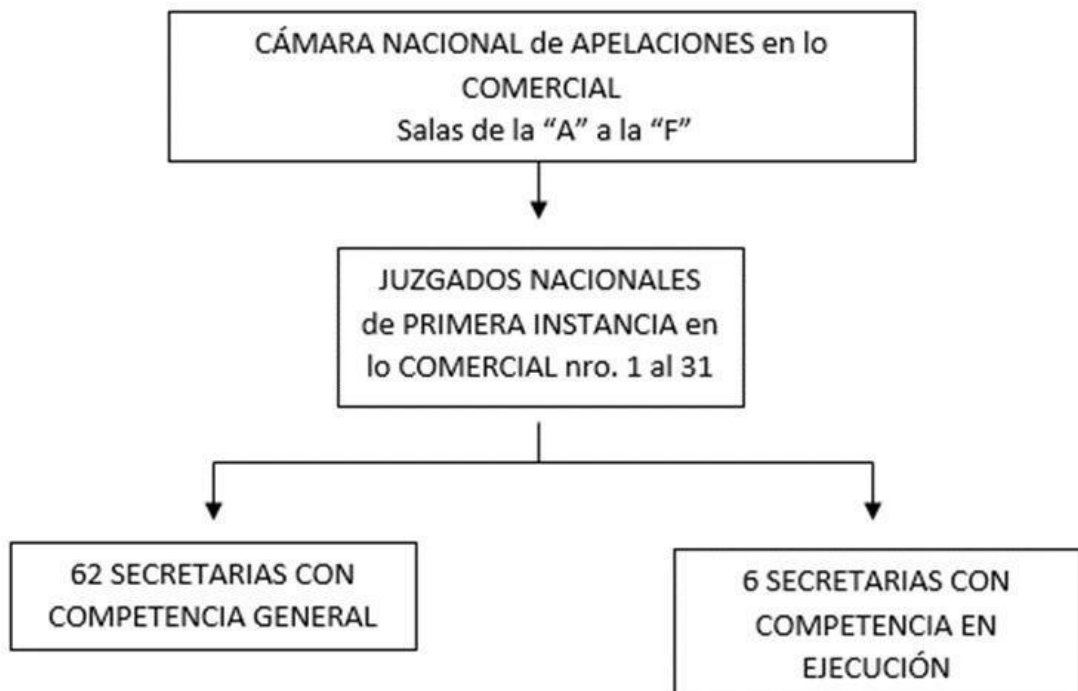 CÁMARA NACIONAL de APELACIONES en lo
COMERCIAL
Salas de la “A” a la “F”
JUZGADOS NACIONALES
de PRIMERA INSTANCIA en
lo COMERCIAL nro. 1 al 31
62 SECRETARIAS CON
COMPETENCIA GENERAL
6 SECRETARIAS CON
COMPETENCIA EN
EJECUCIÓN